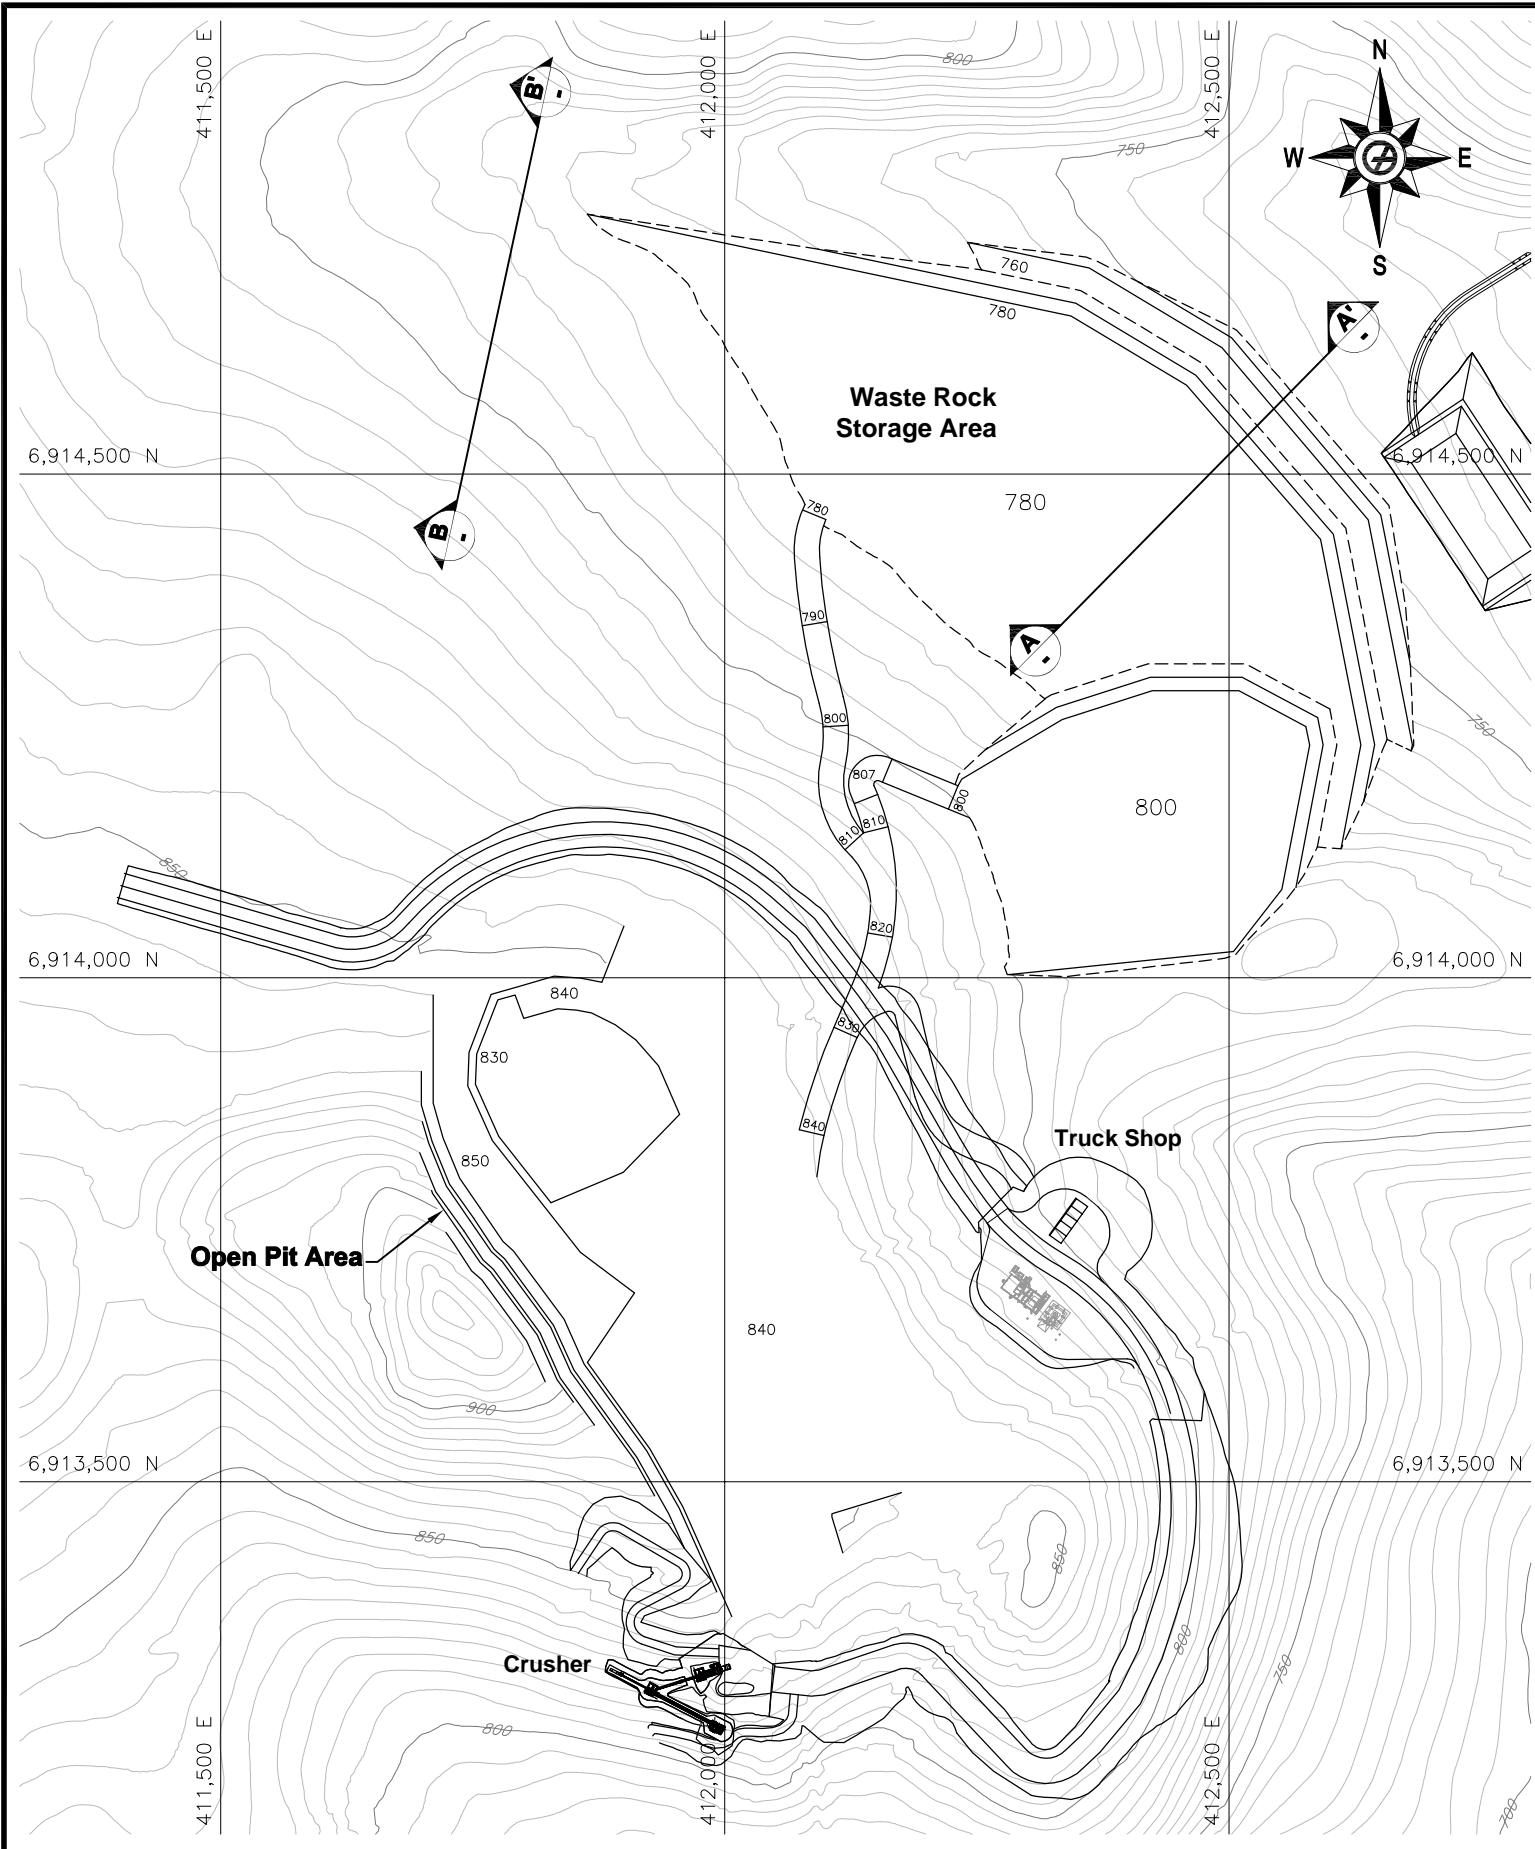 411,500 E
412,000 E
412,500 E
800
N
B'
-
750
W
E
S
760
780
A'
-
Waste Rock
Storage Area
6,914,500 N
6,914,500 N
780
780
B
-
790
A
-
800
750
807
800
800
810
810
850
820
6,914,000 N
6,914,000 N
840
830
830
840
Truck Shop
850
Open Pit Area
840
900
6,913,500 N
6,913,500 N
850
850
800
750
Crusher
800
411,500 E
412,000
412,500 E
700